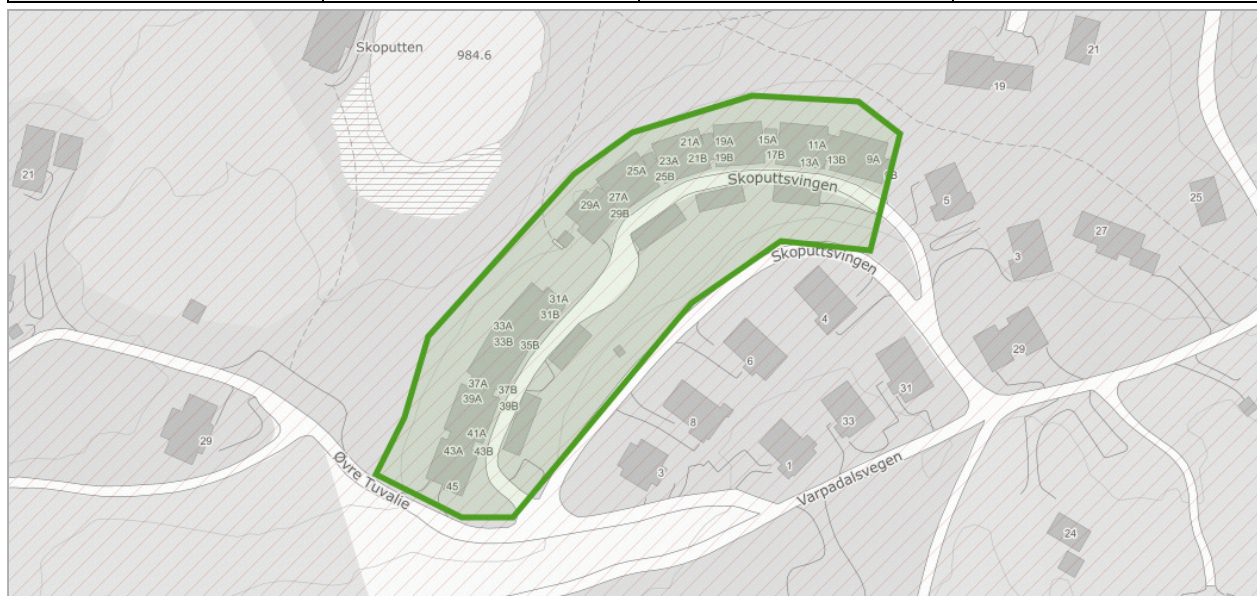 Skoputten
984.6
21
19
21
21A
19A
15A
11A
23A
21B
19B
17B
13A
13B
9A
25A
25B
Skoputtsvingen
27A
29A
29B
5
25
27
3
Skoputtsvingen
31A
31B
4
33A
33B
35B
6
29
37A
37B
31
39A
39B
8
33
41A
43A
43B
29
3
1
Øvre Tuvalie
45
Varpadalsvegen
24